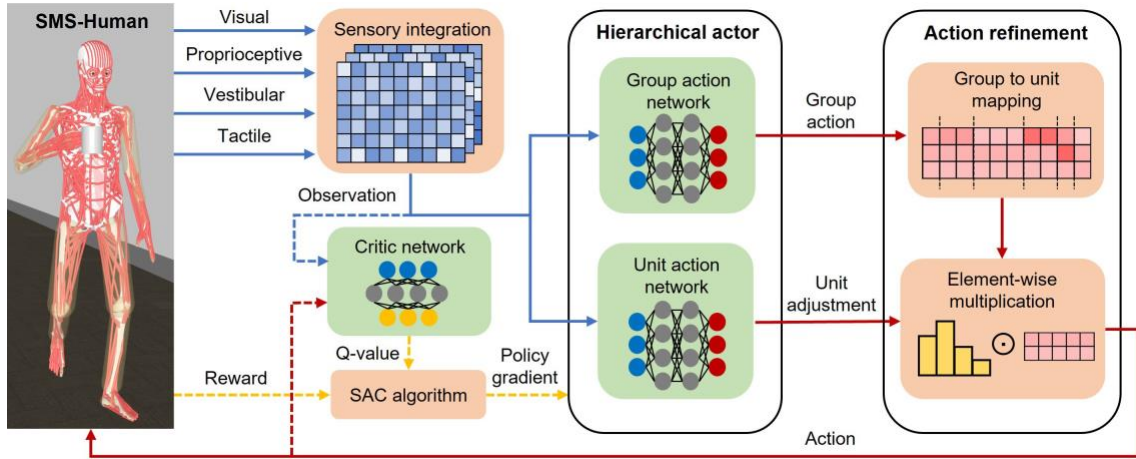 SMS-Human
Visual
Proprioceptive
Vestibular
Tactile
Sensory integration
Observation
Critic network
Q-value
Reward
SAC algorithm
Policy
gradient
Hierarchical actor
Group action
network
Unit action
network
Group
action
Unit
adjustment
Action refinement
Group to unit
mapping
Element-wise
multiplication
Action